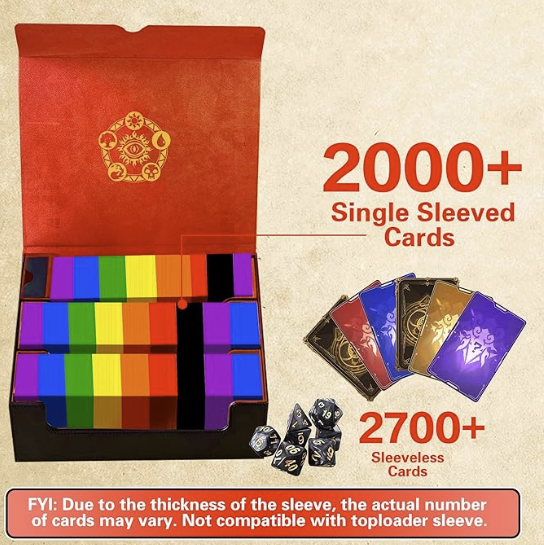 2000+
Single Sleeved
Cards
2700+
Sleeveless
Cards
FYI: Due to the thickness of the sleeve, the actual number
of cards may vary. Not compatible with toploader sleeve.